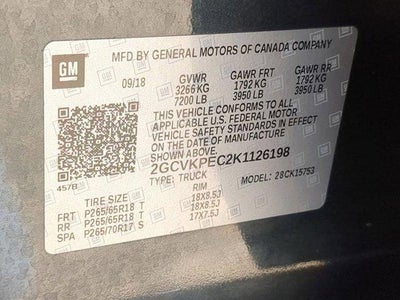 GM
MFD BY GENERAL MOTORS OF CANADA COMPANY
09/18 GVWR GAWR FRT GAWR RR
3266 KG 1792 KG 1792 KG
7200 LB 3950 LB 3950 LB
THIS VEHICLE CONFORMS TO ALL
APPLICABLE U.S. FEDERAL MOTOR
VEHICLE SAFETY STANDARDS IN EFFECT
ON THE DATE OF MANUFACTURE
SHOWN ABOVE.
2GCVKPEC2K1126198
457B TYPE: TRUCK MODEL: 28CK15753
TIRE SIZE RIM
FRT P265/65R18 T 18X8.5J
RR P265/65R18 T 18X8.5J
SPA P265/70R17 S 17X7.5J